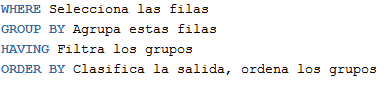 WHERE Selecciona las filas
GROUP BY Agrupa estas filas
HAVING Filtra los grupos
ORDER BY Clasifica la salida, ordena los grupos